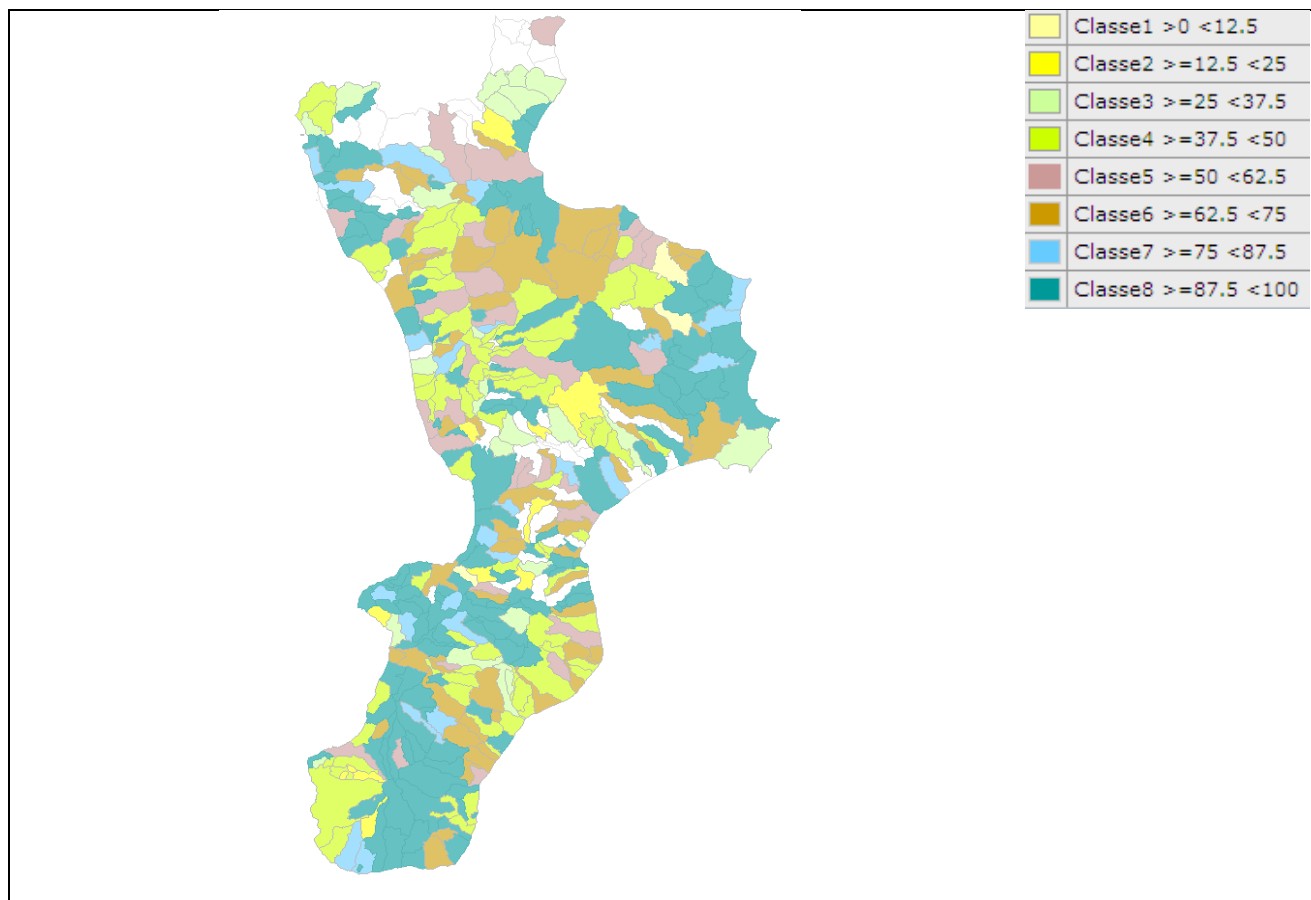 Classe1 >0 <12.5
Classe2 >=12.5 <25
Classe3 >=25 <37.5
Classe4 >=37.5 <50
Classe5 >=50 <62.5
Classe6 >=62.5 <75
Classe7 >=75 <87.5
Classe8 >=87.5 <100